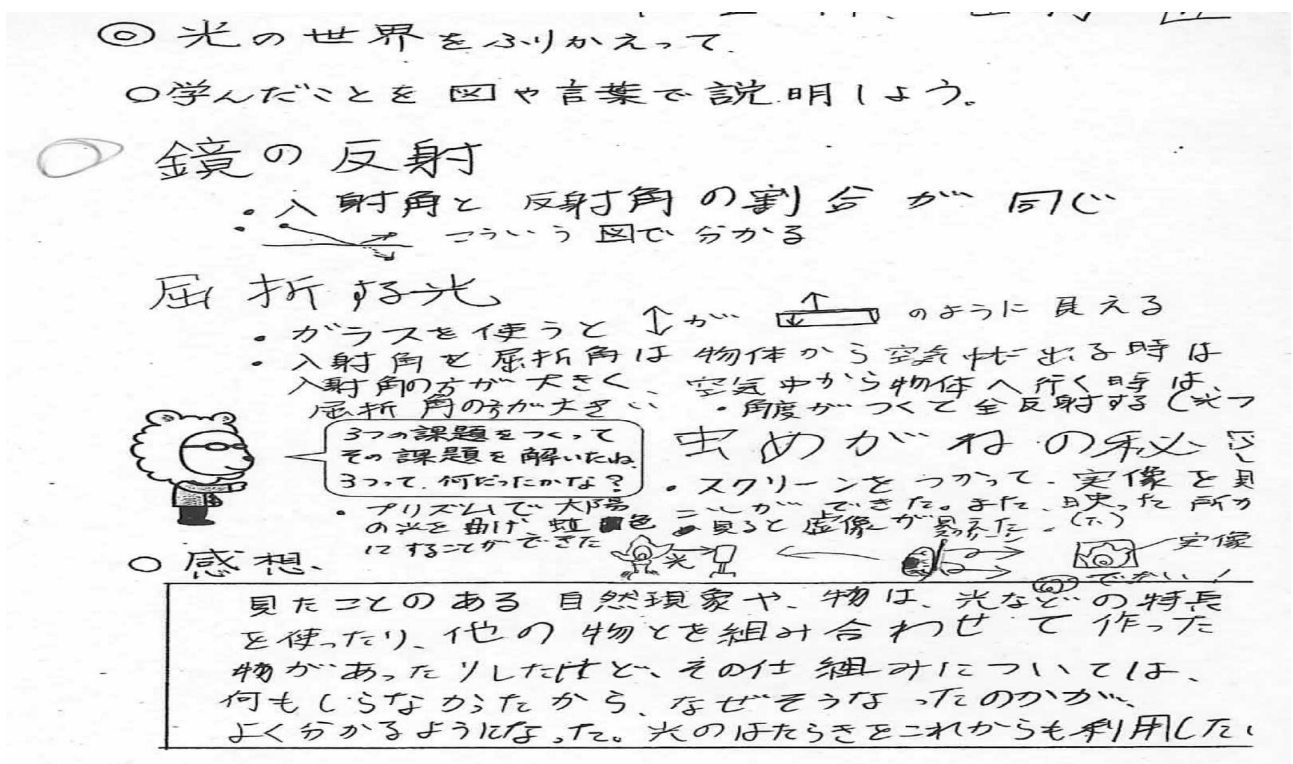 ◎ 光の世界をふりかえって
○学んだことを図や言葉で説明しよう。
鏡の反射
・入射角と反射角の割合が同じ
・こういう図で分かる
屈折する光
・ガラスを使うと↕が のように見える
・入射角と屈折角は物体から空気中に出る時は
入射角の方が大きく、空気中から物体へ行く時は、
屈折角の方が大きい ・角度がつくて全反射する(光フ
3つの課題をつくって
その課題を解いたね。
3つって、何だったかな?
・プリズムで太陽
の光を曲げ虹色
にすることができた
虫めがねの秘
・スクリーンをつかって、実像を見
ことができた。また、映った所か
見ると虚像が見えた。
光
実像
でかい!
○感想、
見たことのある自然現象や、物は、光などの特長
を使ったり、他の物とを組み合わせて作った
物があったりしたけど、その仕組みについては、
何もしらなかったから、なぜそうなったのかが、
よく分かるようになった。光のはたらきをこれからも利用したい